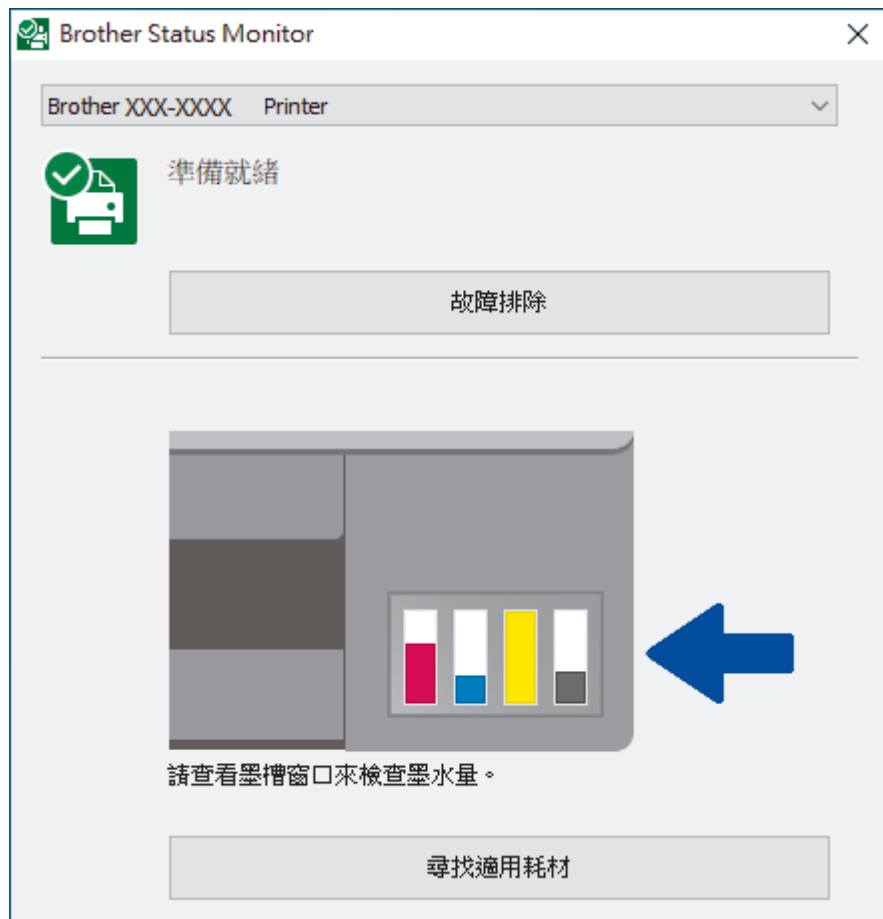 Brother Status Monitor
Brother XXX-XXXX Printer
準備就緒
故障排除
請查看墨槽窗口來檢查墨水量。
尋找適用耗材